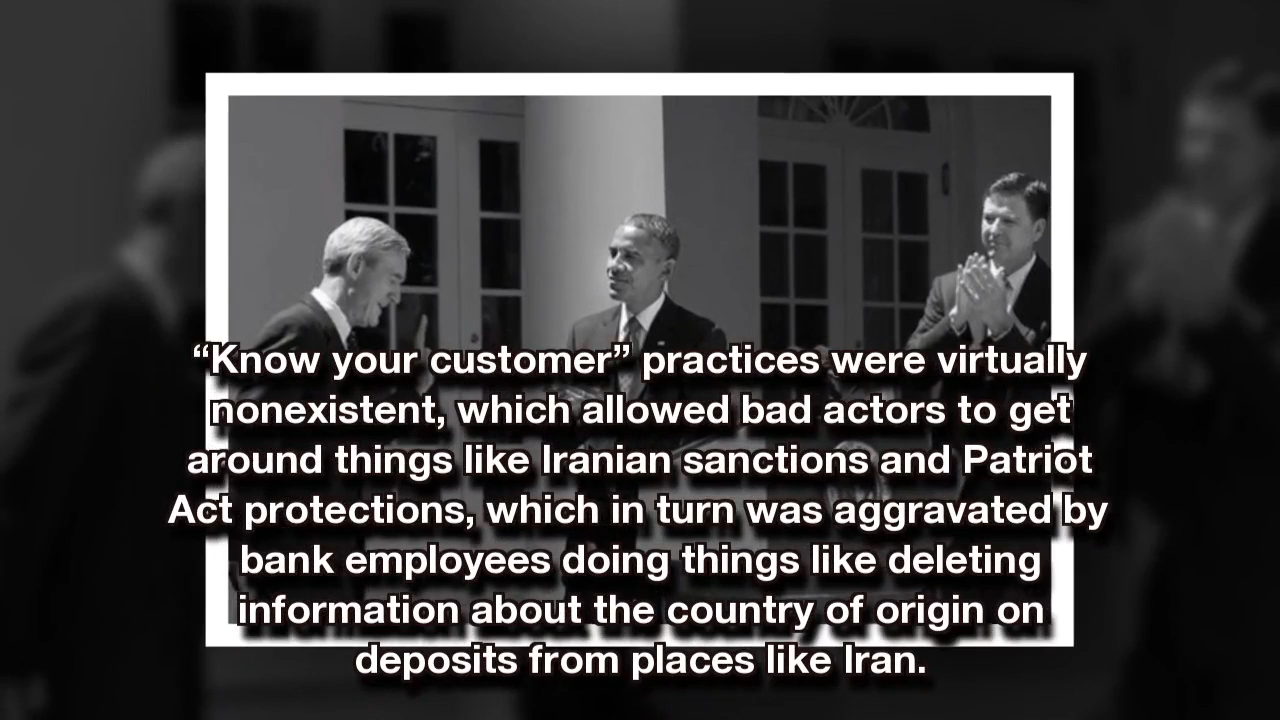 “Know your customer” practices were virtually
nonexistent, which allowed bad actors to get
around things like Iranian sanctions and Patriot
Act protections, which in turn was aggravated by
bank employees doing things like deleting
information about the country of origin on
deposits from places like Iran.